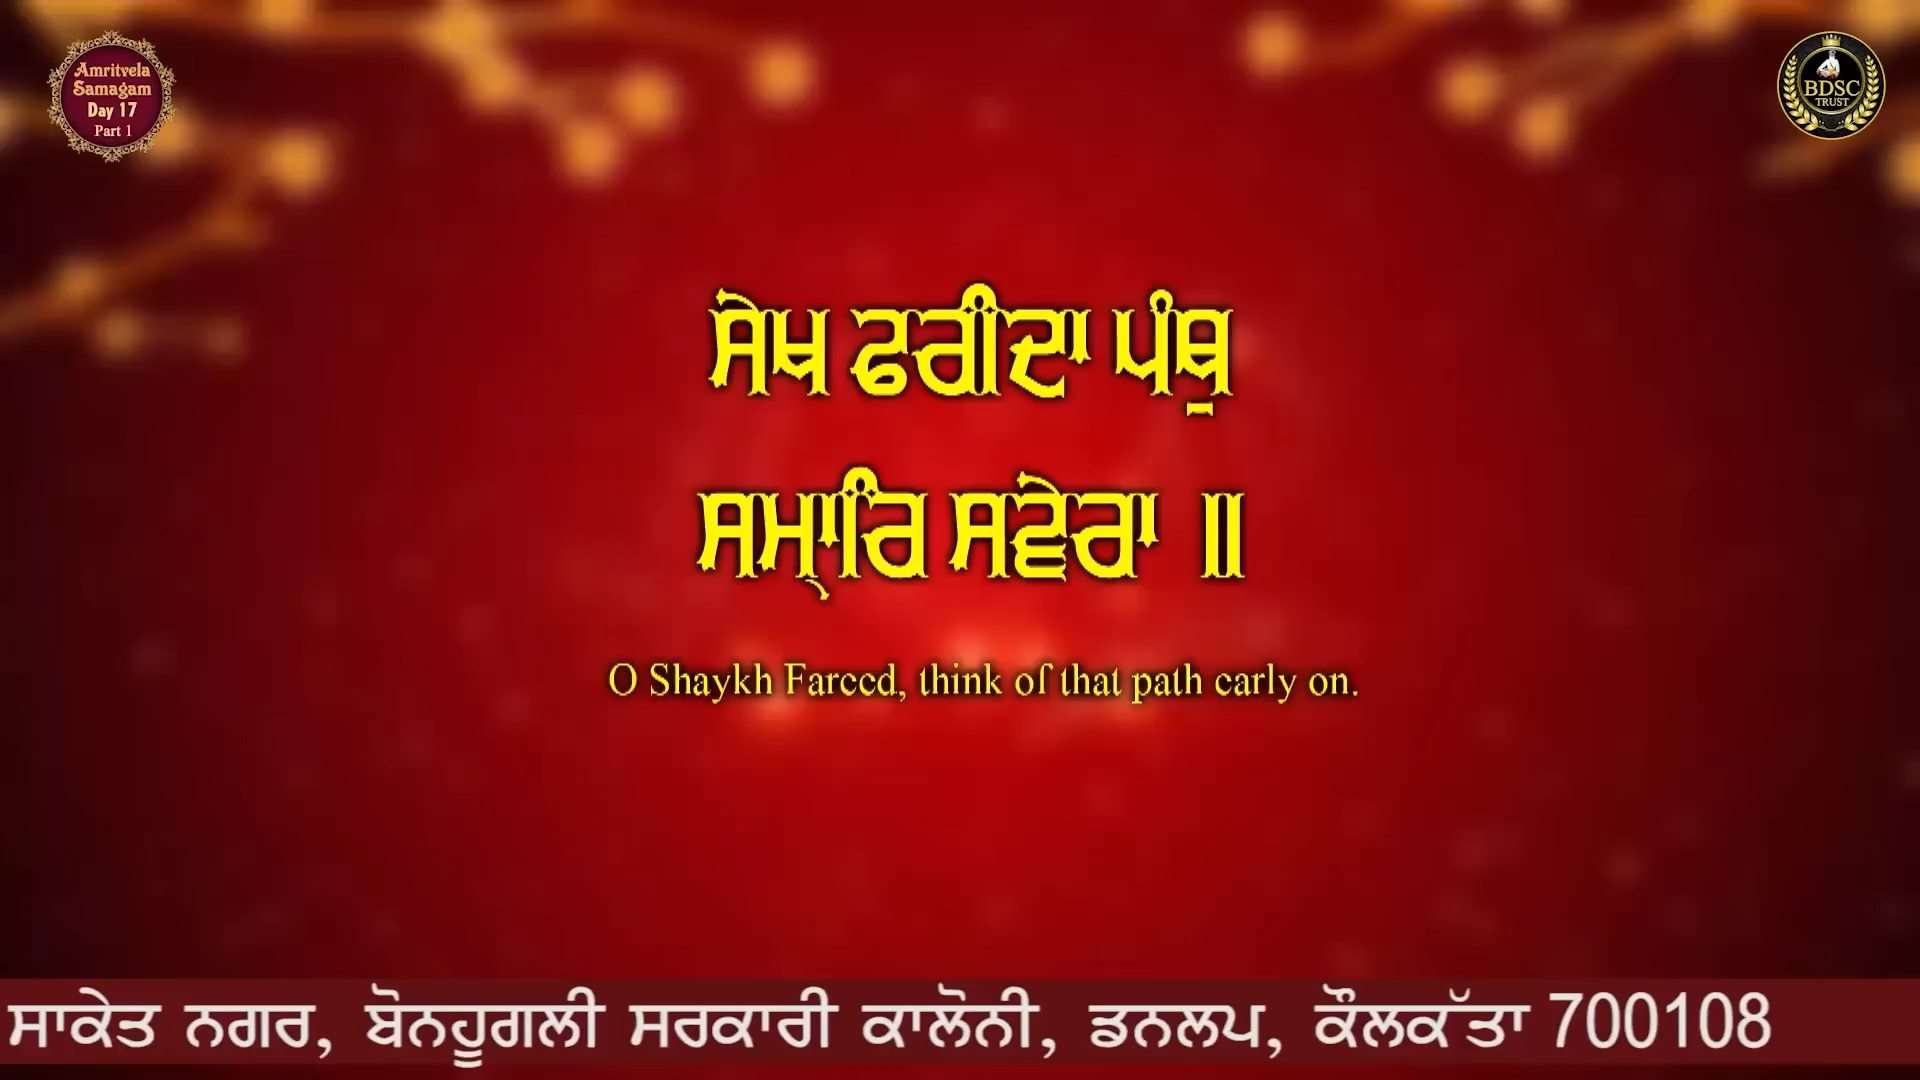 Amritvela
Samagam
Day 17
Part 1
BDSC
TRUST
ਸੇਖ ਫਰੀਦਾ ਪੰਥੁ
ਸਮ੍ਹਾਰਿ ਸਵੇਰਾ ॥
O Shaykh Fareed, think of that path early on.
ਸਾਕੇਤ ਨਗਰ, ਬੋਨਹੂਗਲੀ ਸਰਕਾਰੀ ਕਾਲੋਨੀ, ਡਨਲਪ, ਕੌਲਕੱਤਾ 700108